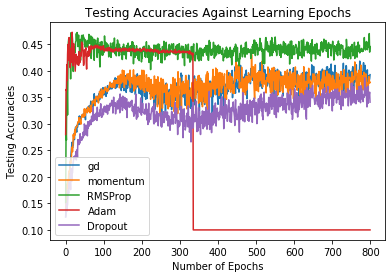 Testing Accuracies Against Learning Epochs
Testing Accuracies
0.45
0.40
0.35
0.30
0.25
0.20
0.15
0.10
gd
momentum
RMSProp
Adam
Dropout
0 100 200 300 400 500 600 700 800
Number of Epochs